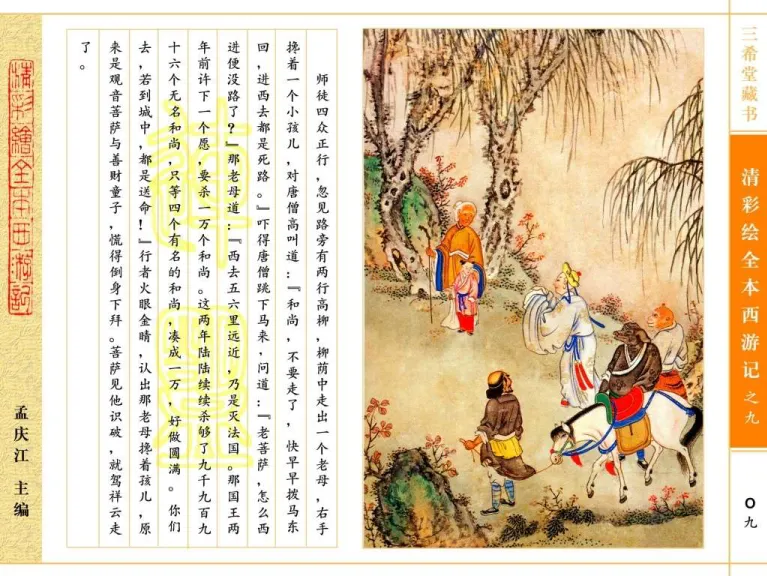 三希堂藏书
清彩绘全本西游记之九
〇九
师徒四众正行，忽见路旁有两行高柳，柳荫中走出一个老母，右手
搀着一个小孩儿，对唐僧高叫道：『和尚，不要走了，快早早拨马东
回，进西去都是死路。』吓得唐僧跳下马来，问道：『老菩萨，怎么西
进便没路了？』那老母道：『西去五六里远近，乃是灭法国。那国王两
年前许下一个愿，要杀一万个和尚。这两年陆陆续续杀够了九千九百九
十六个无名和尚，只等四个有名的和尚，凑成一万，好做圆满。你们
去，若到城中，都是送命！』行者火眼金睛，认出那老母搀着孩儿，原
来是观音菩萨与善财童子，慌得倒身下拜。菩萨见他识破，就驾祥云走
了。
清彩绘全本西游记
孟庆江 主编